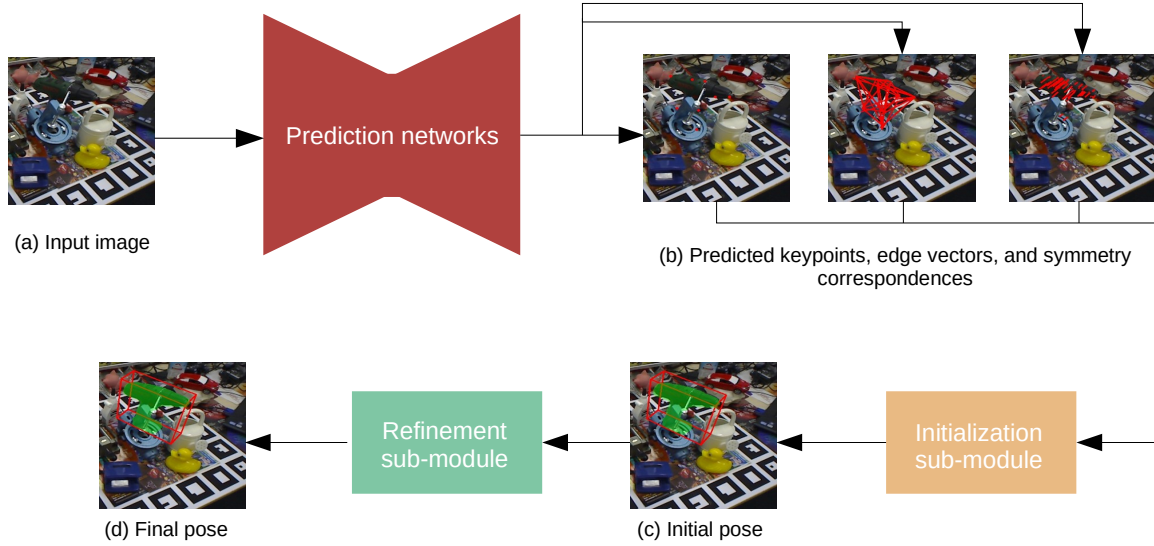 Prediction networks
(a) Input image
(b) Predicted keypoints, edge vectors, and symmetry
correspondences
Refinement
sub-module
Initialization
sub-module
(d) Final pose
(c) Initial pose